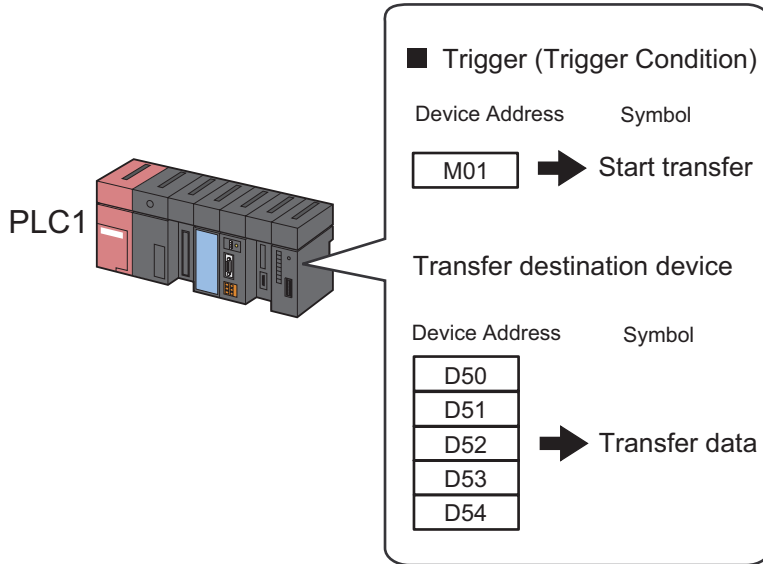 PLC1
■ Trigger (Trigger Condition)
Device Address Symbol
M01 Start transfer
Transfer destination device
Device Address Symbol
D50
D51
D52 Transfer data
D53
D54